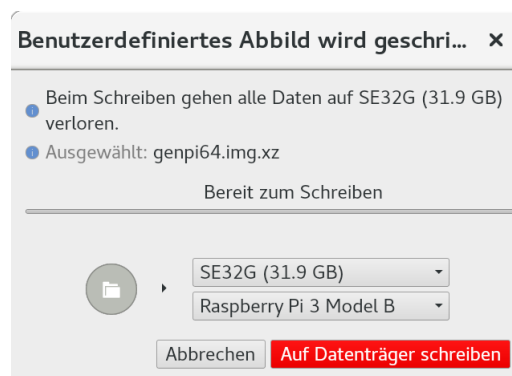 Benutzerdefiniertes Abbild wird geschri...
Beim Schreiben gehen alle Daten auf SE32G (31.9 GB)
verloren.
Ausgewählt: genpi64.img.xz
Bereit zum Schreiben
SE32G (31.9 GB)
Raspberry Pi 3 Model B
Abbrechen
Auf Datenträger schreiben